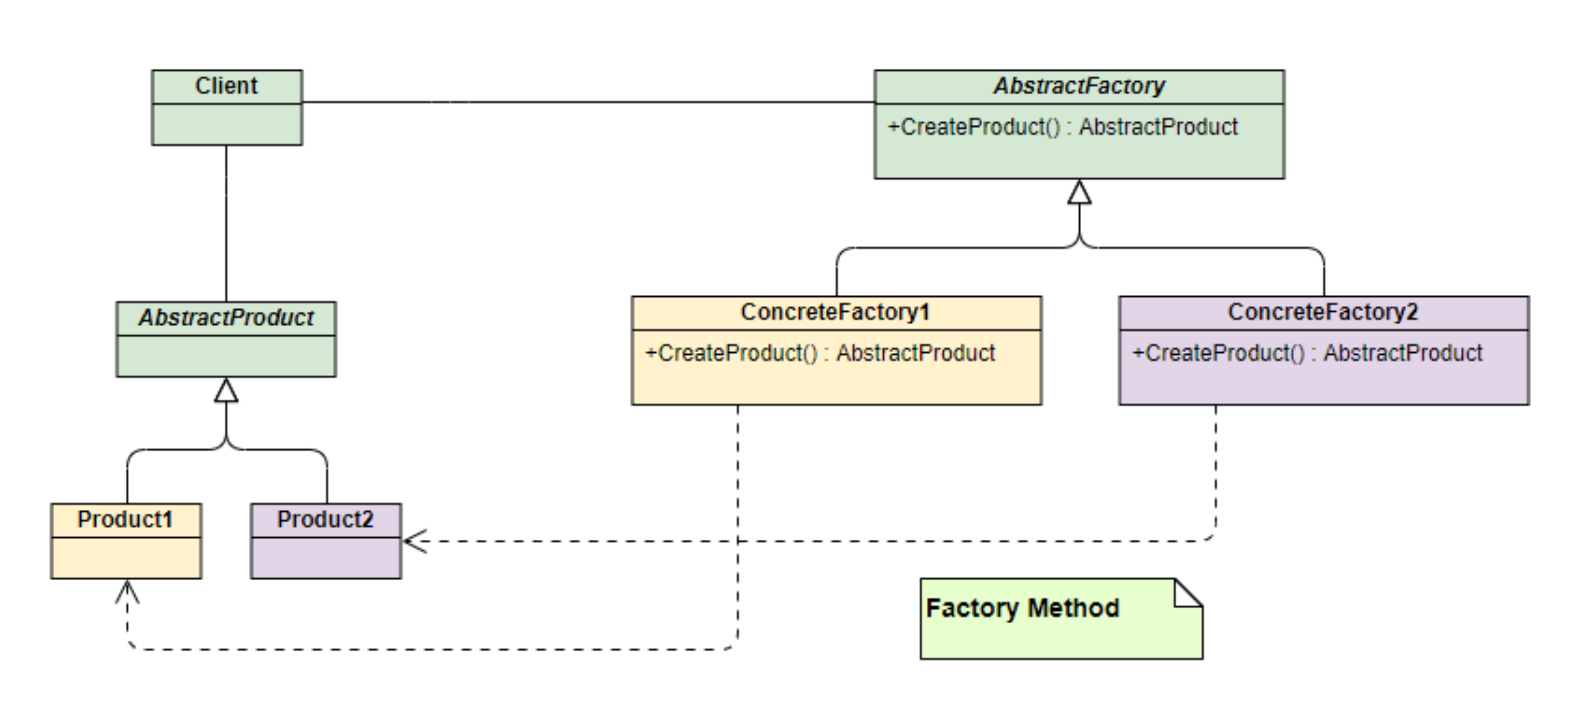 Client
AbstractFactory
+CreateProduct() : AbstractProduct
AbstractProduct
ConcreteFactory1
+CreateProduct() : AbstractProduct
ConcreteFactory2
+CreateProduct() : AbstractProduct
Product1
Product2
Factory Method